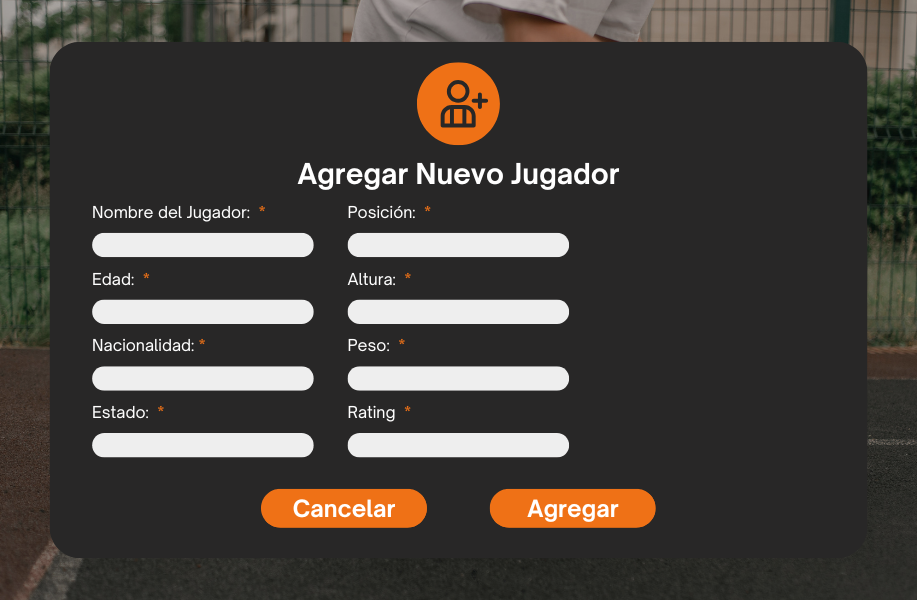 Agregar Nuevo Jugador
Nombre del Jugador: *
Posición: *
Edad: *
Altura: *
Nacionalidad: *
Peso: *
Estado: *
Rating *
Cancelar
Agregar